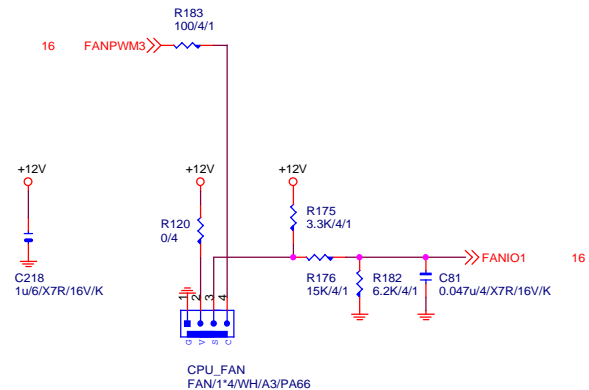 R183
100/4/1
16 FANPWM3
+12V +12V +12V
R120
0/4
R175
3.3K/4/1
FANIO1 16
C218
1u/6/X7R/16V/K
R176
15K/4/1
R182
6.2K/4/1
C81
0.047u/4/X7R/16V/K
1 2 3 4
G V S C
CPU_FAN
FAN/1*4/WH/A3/PA66